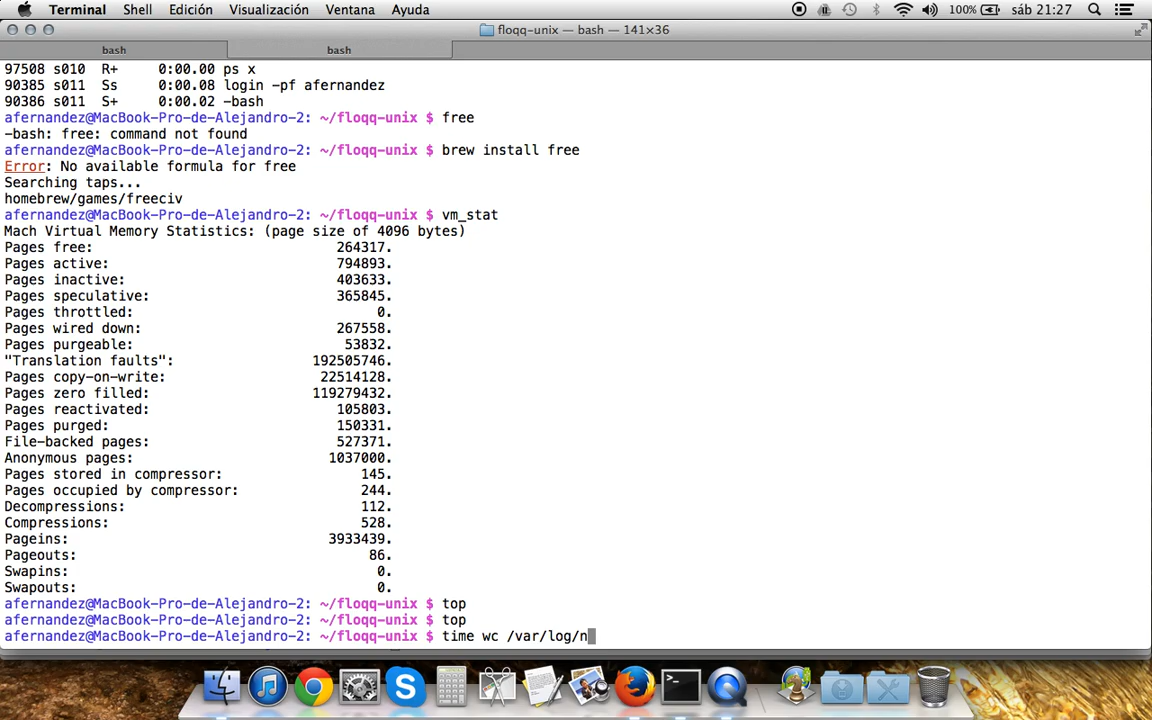 Terminal Shell Edición Visualización Ventana Ayuda 100% sáb 21:27
floqq-unix — bash — 141×36
bash bash
97508 s010 R+ 0:00.00 ps x
90385 s011 Ss 0:00.08 login -pf afernandez
90386 s011 S+ 0:00.02 -bash
afernandez@MacBook-Pro-de-Alejandro-2: ~/floqq-unix $ free
-bash: free: command not found
afernandez@MacBook-Pro-de-Alejandro-2: ~/floqq-unix $ brew install free
Error: No available formula for free
Searching taps...
homebrew/games/freeciv
afernandez@MacBook-Pro-de-Alejandro-2: ~/floqq-unix $ vm_stat
Mach Virtual Memory Statistics: (page size of 4096 bytes)
Pages free: 264317.
Pages active: 794893.
Pages inactive: 403633.
Pages speculative: 365845.
Pages throttled: 0.
Pages wired down: 267558.
Pages purgeable: 53832.
"Translation faults": 192505746.
Pages copy-on-write: 22514128.
Pages zero filled: 119279432.
Pages reactivated: 105803.
Pages purged: 150331.
File-backed pages: 527371.
Anonymous pages: 1037000.
Pages stored in compressor: 145.
Pages occupied by compressor: 244.
Decompressions: 112.
Compressions: 528.
Pageins: 3933439.
Pageouts: 86.
Swapins: 0.
Swapouts: 0.
afernandez@MacBook-Pro-de-Alejandro-2: ~/floqq-unix $ top
afernandez@MacBook-Pro-de-Alejandro-2: ~/floqq-unix $ top
afernandez@MacBook-Pro-de-Alejandro-2: ~/floqq-unix $ time wc /var/log/n